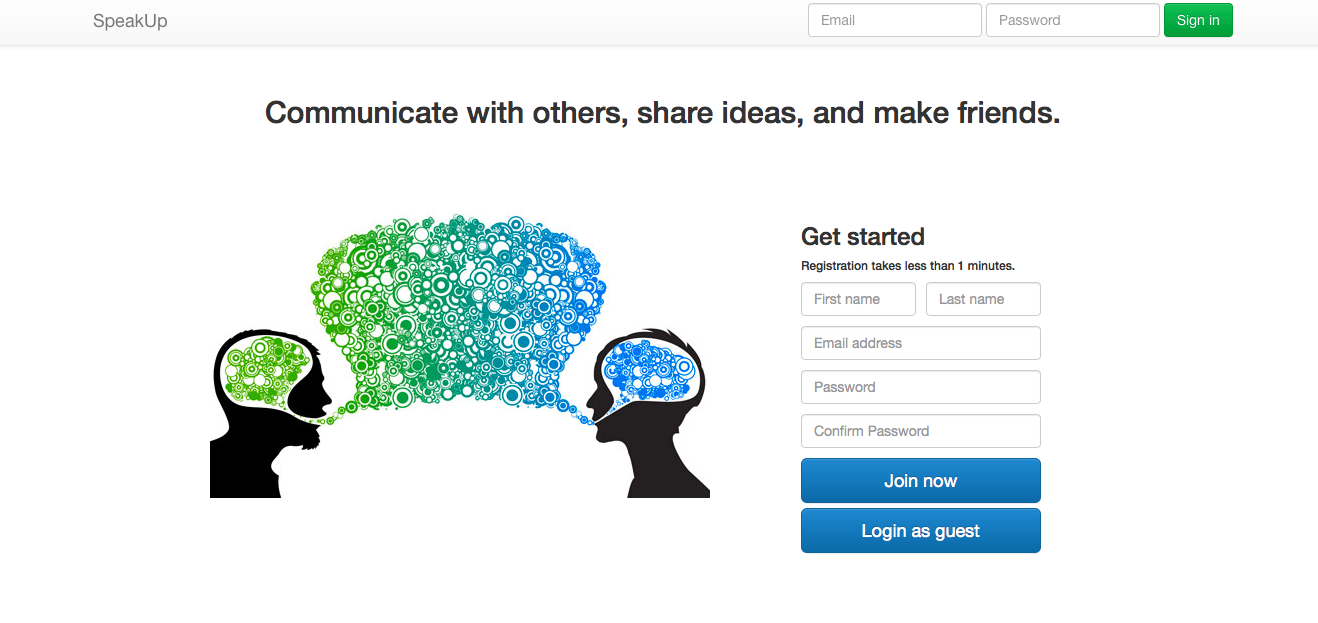 SpeakUp
Email
Password
Sign in
Communicate with others, share ideas, and make friends.
Get started
Registration takes less than 1 minutes.
First name
Last name
Email address
Password
Confirm Password
Join now
Login as guest